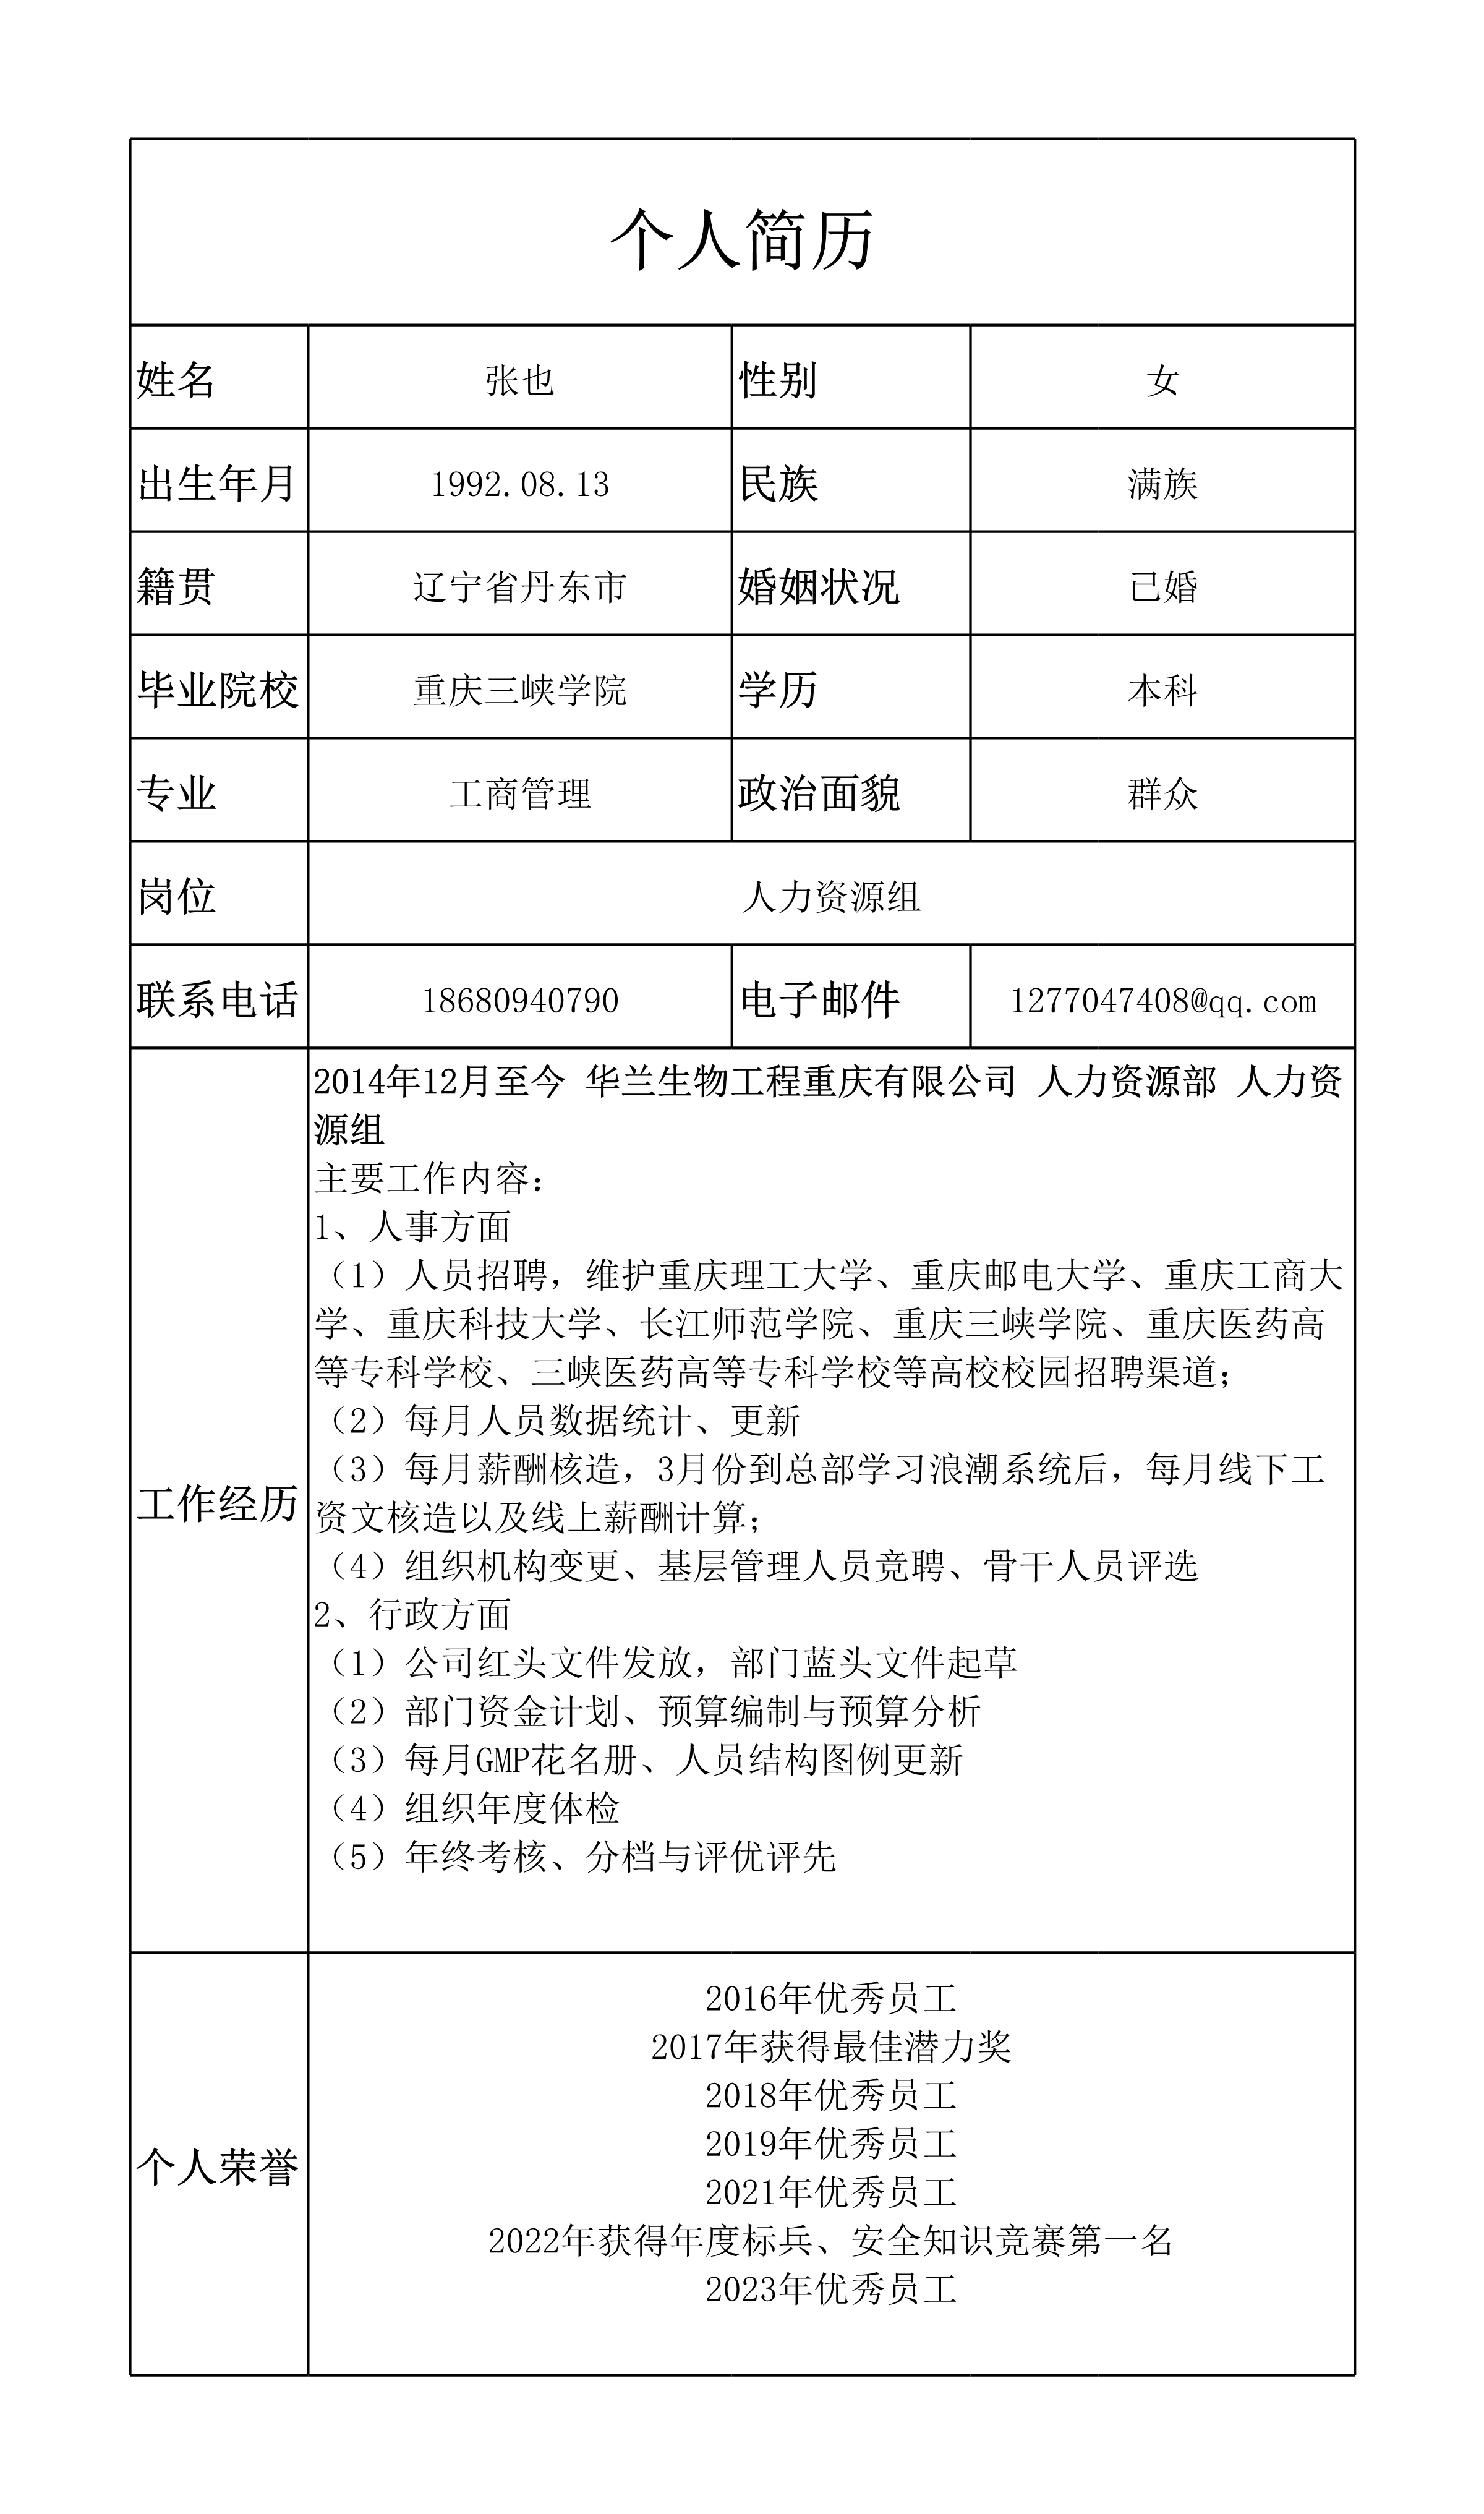 个人简历
姓名 张也 性别 女
出生年月 1992.08.13 民族 满族
籍贯 辽宁省丹东市 婚姻状况 已婚
毕业院校 重庆三峡学院 学历 本科
专业 工商管理 政治面貌 群众
岗位 人力资源组
联系电话 18680940790 电子邮件 1277047408@qq.com
工作经历
2014年12月至今 华兰生物工程重庆有限公司 人力资源部 人力资
源组
主要工作内容：
1、人事方面
（1）人员招聘，维护重庆理工大学、重庆邮电大学、重庆工商大
学、重庆科技大学、长江师范学院、重庆三峡学院、重庆医药高
等专科学校、三峡医药高等专科学校等高校校园招聘渠道；
（2）每月人员数据统计、更新
（3）每月薪酬核造，3月份到总部学习浪潮系统后，每月线下工
资文核造以及线上薪酬计算；
（4）组织机构变更、基层管理人员竞聘、骨干人员评选
2、行政方面
（1）公司红头文件发放，部门蓝头文件起草
（2）部门资金计划、预算编制与预算分析
（3）每月GMP花名册、人员结构图例更新
（4）组织年度体检
（5）年终考核、分档与评优评先
个人荣誉
2016年优秀员工
2017年获得最佳潜力奖
2018年优秀员工
2019年优秀员工
2021年优秀员工
2022年获得年度标兵、安全知识竞赛第一名
2023年优秀员工